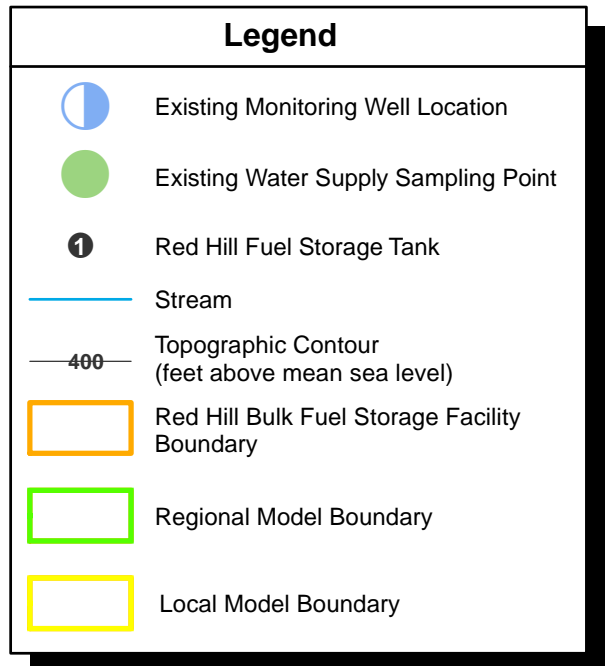 Legend
Existing Monitoring Well Location
Existing Water Supply Sampling Point
1 Red Hill Fuel Storage Tank
Stream
400 Topographic Contour
(feet above mean sea level)
Red Hill Bulk Fuel Storage Facility
Boundary
Regional Model Boundary
Local Model Boundary